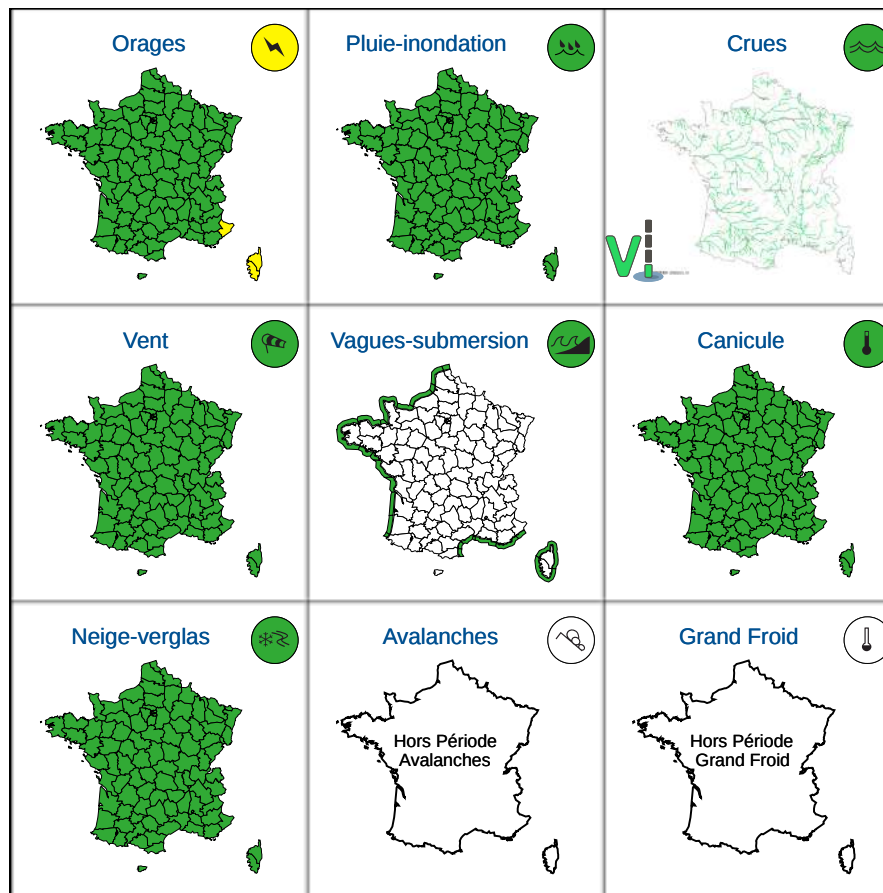 Orages
Pluie-inondation
Crues
Vi
Vent
Vagues-submersion
Canicule
Neige-verglas
Avalanches
Grand Froid
Hors Période
Avalanches
Hors Période
Grand Froid